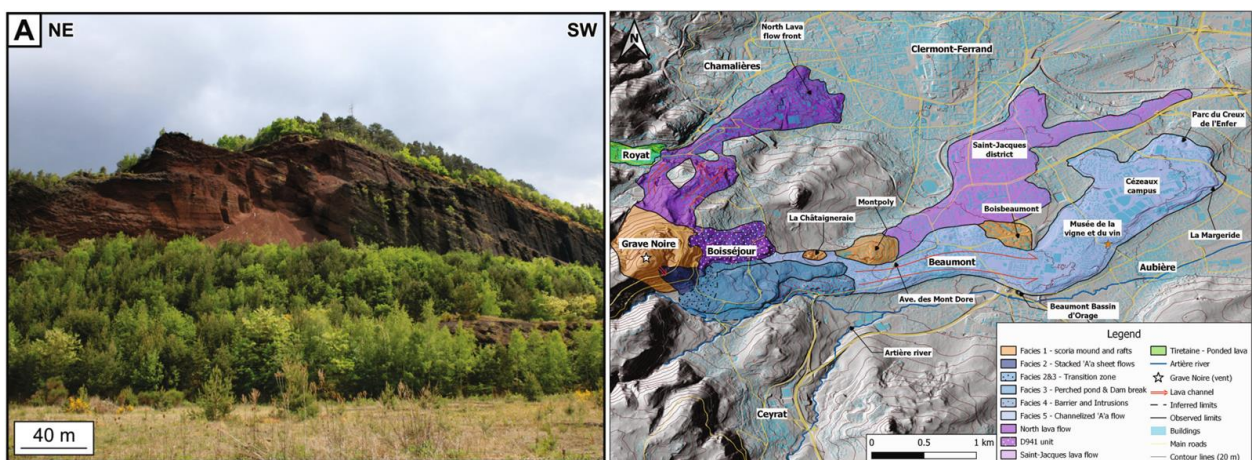 A NE
SW
40 m
N
North Lava
flow front
Clermont-Ferrand
Chamalières
Parc du Creux
de l'Enfer
Royat
Saint-Jacques
district
Cézeaux
campus
Montpoly
La Châtaigneraie
Boisbeaumont
Musée de la
vigne et du vin
Grave Noire
Boisséjour
La Margeride
Beaumont
Aubière
Ave. des Mont Dore
Beaumont Bassin
d'Orage
Artière river
Ceyrat
0 0.5 1 km
Legend
Facies 1 - scoria mound and rafts
Facies 2 - Stacked 'A'a sheet flows
Facies 2&3 - Transition zone
Facies 3 - Perched pond & Dam break
Facies 4 - Barrier and Intrusions
Facies 5 - Channelized 'A'a flow
North lava flow
D941 unit
Saint-Jacques lava flow
Tiretaine - Ponded lava
Artière river
Grave Noire (vent)
Lava channel
Inferred limits
Observed limits
Buildings
Main roads
Contour lines (20 m)